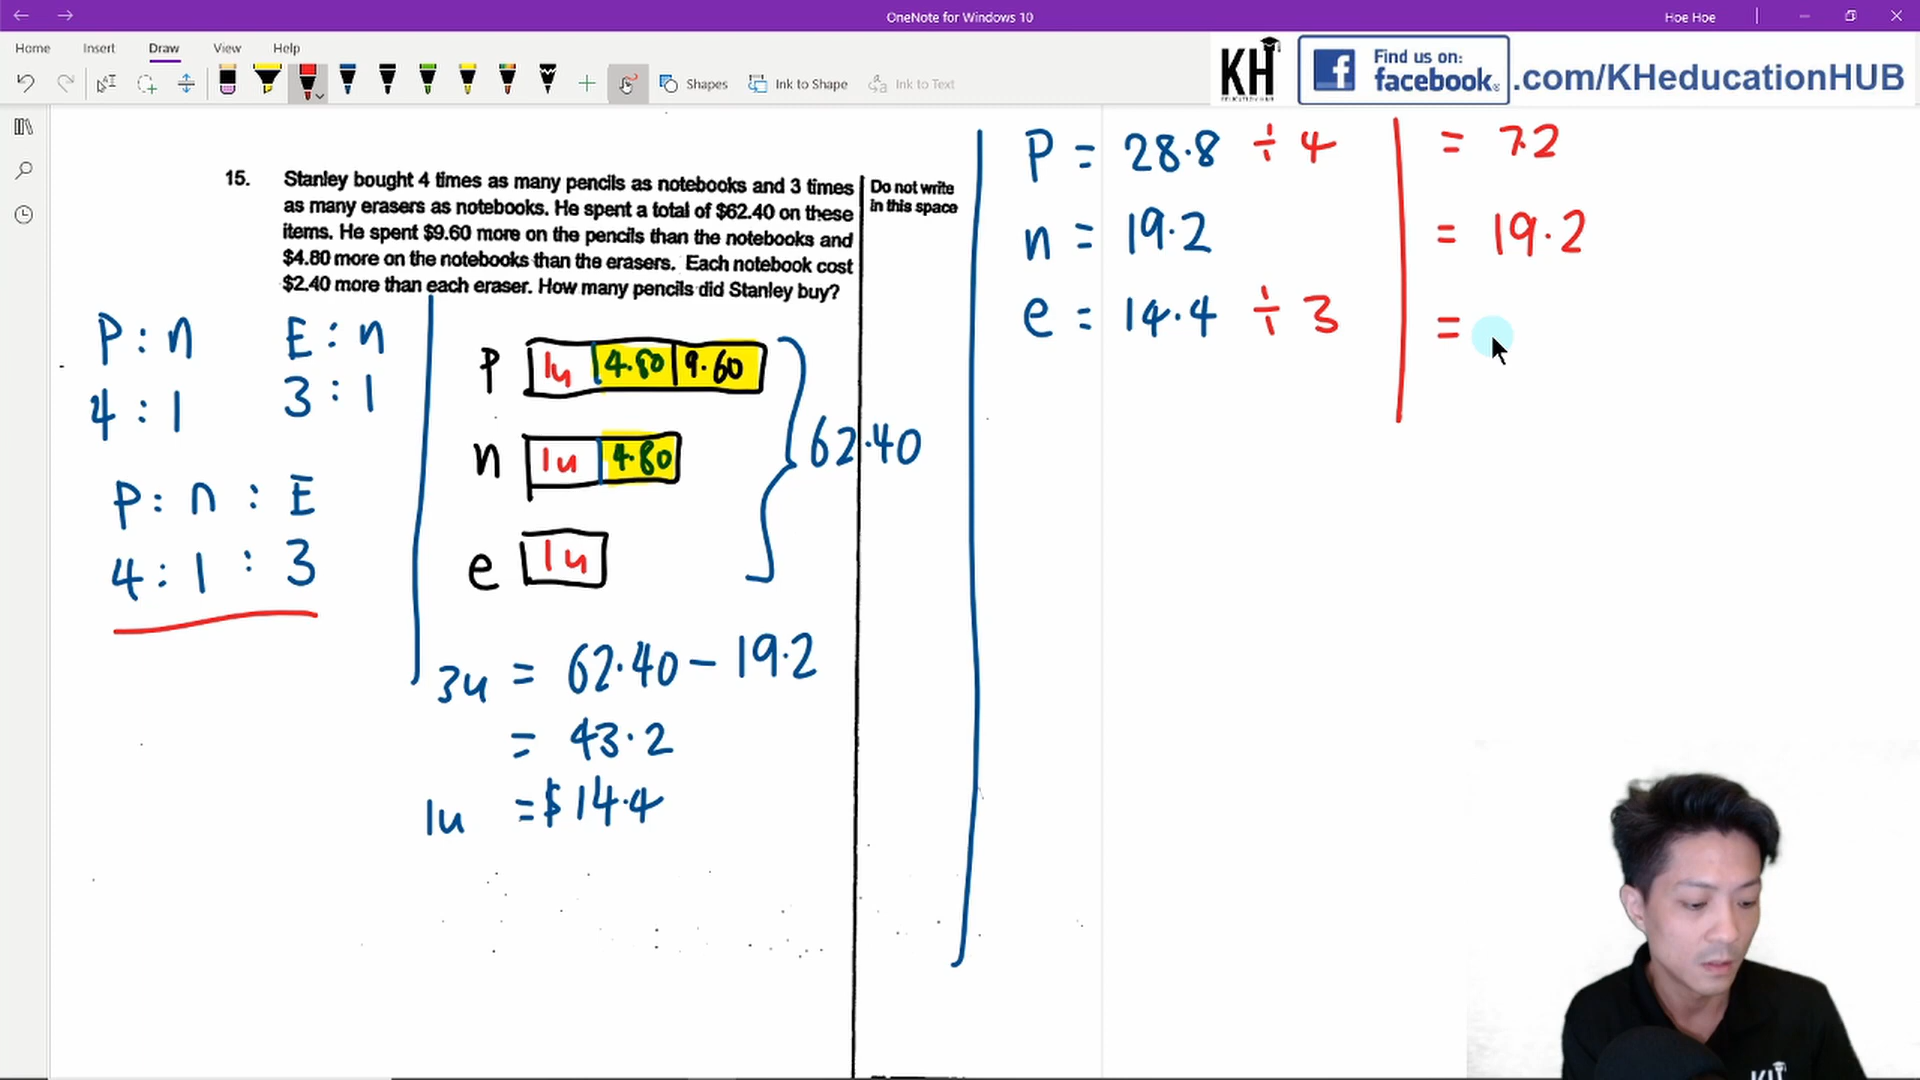 OneNote for Windows 10
Hoe Hoe
Home Insert Draw View Help
Shapes Ink to Shape Ink to Text
KH
Find us on:
facebook.
.com/KHeducationHUB
15. Stanley bought 4 times as many pencils as notebooks and 3 times
as many erasers as notebooks. He spent a total of $62.40 on these
items. He spent $9.60 more on the pencils than the notebooks and
$4.80 more on the notebooks than the erasers. Each notebook cost
$2.40 more than each eraser. How many pencils did Stanley buy?
Do not write
in this space
P : n E : n
4 : 1 3 : 1
P : n : E
4 : 1 : 3
P 1u 4.80 9.60
n 1u 4.80
e 1u
62.40
3u = 62.40 - 19.2
= 43.2
1u = $14.4
P = 28.8 ÷ 4 = 7.2
n = 19.2 = 19.2
e = 14.4 ÷ 3 =
KH